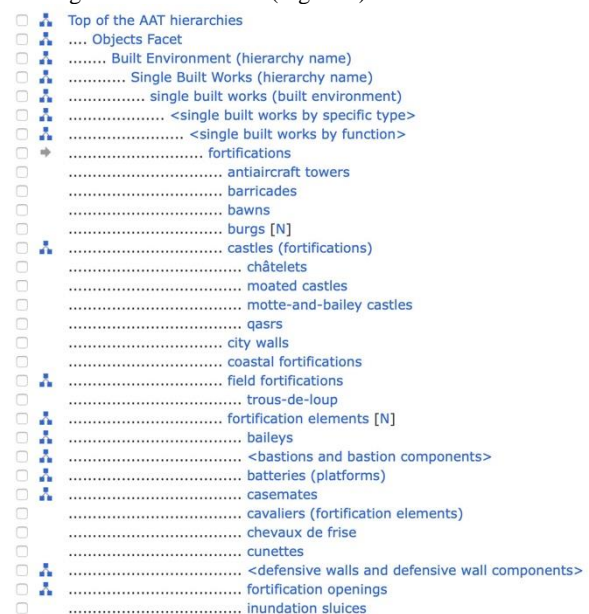 Top of the AAT hierarchies
.... Objects Facet
........ Built Environment (hierarchy name)
............ Single Built Works (hierarchy name)
................ single built works (built environment)
.................... <single built works by specific type>
........................ <single built works by function>
............................ fortifications
................................ antiaircraft towers
................................ barricades
................................ bawns
................................ burgs [N]
................................ castles (fortifications)
.................................... châtelets
.................................... moated castles
.................................... motte-and-bailey castles
.................................... qasrs
................................ city walls
................................ coastal fortifications
................................ field fortifications
.................................... trous-de-loup
................................ fortification elements [N]
.................................... baileys
.................................... <bastions and bastion components>
.................................... batteries (platforms)
.................................... casemates
.................................... cavaliers (fortification elements)
.................................... chevaux de frise
.................................... cunettes
.................................... <defensive walls and defensive wall components>
.................................... fortification openings
.................................... inundation sluices